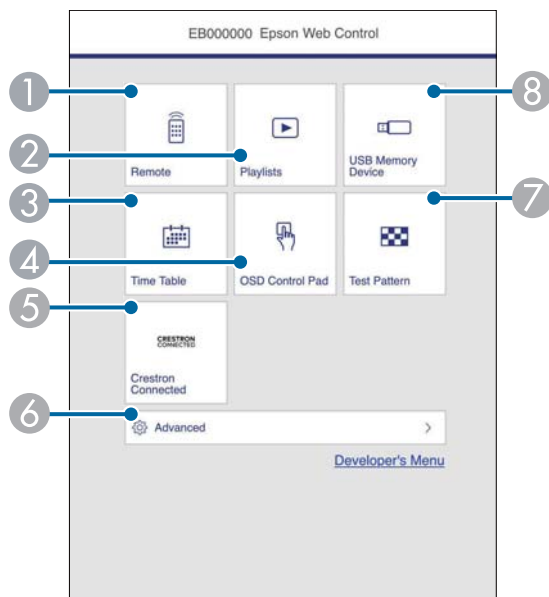 EB000000 Epson Web Control
1
8
2
Remote
Playlists
USB Memory
Device
3
7
4
Time Table
OSD Control Pad
Test Pattern
5
CRESTRON
CONNECTED
Crestron
Connected
6
Advanced
Developer's Menu